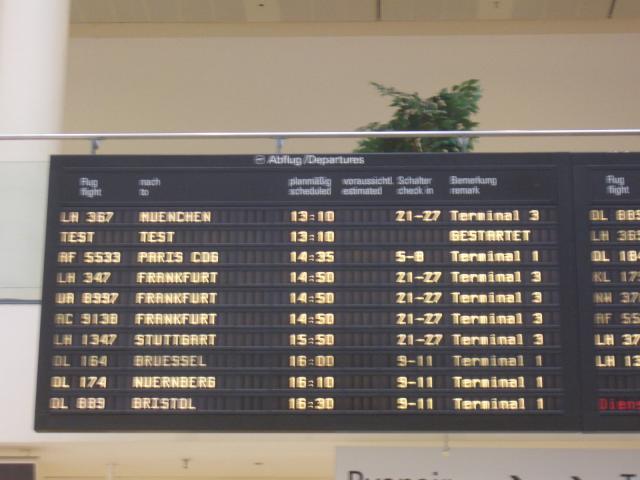 Abflug/Departures
Flug nach planmäßig voraussichtl. Schalter Bemerkung Flug
flight to scheduled estimated check in remark flight
LH 367 MUENCHEN 13:10 21-27 Terminal 3
TEST TEST 13:10 GESTARTET
AF 5533 PARIS CDG 14:35 5-8 Terminal 1
LH 347 FRANKFURT 14:50 21-27 Terminal 3
UA 8997 FRANKFURT 14:50 21-27 Terminal 3
AC 9138 FRANKFURT 14:50 21-27 Terminal 3
LH 1347 STUTTGART 15:50 21-27 Terminal 3
DL 164 BRUESSEL 16:00 9-11 Terminal 1
DL 174 NUERNBERG 16:10 9-11 Terminal 1
DL 889 BRISTOL 16:30 9-11 Terminal 1